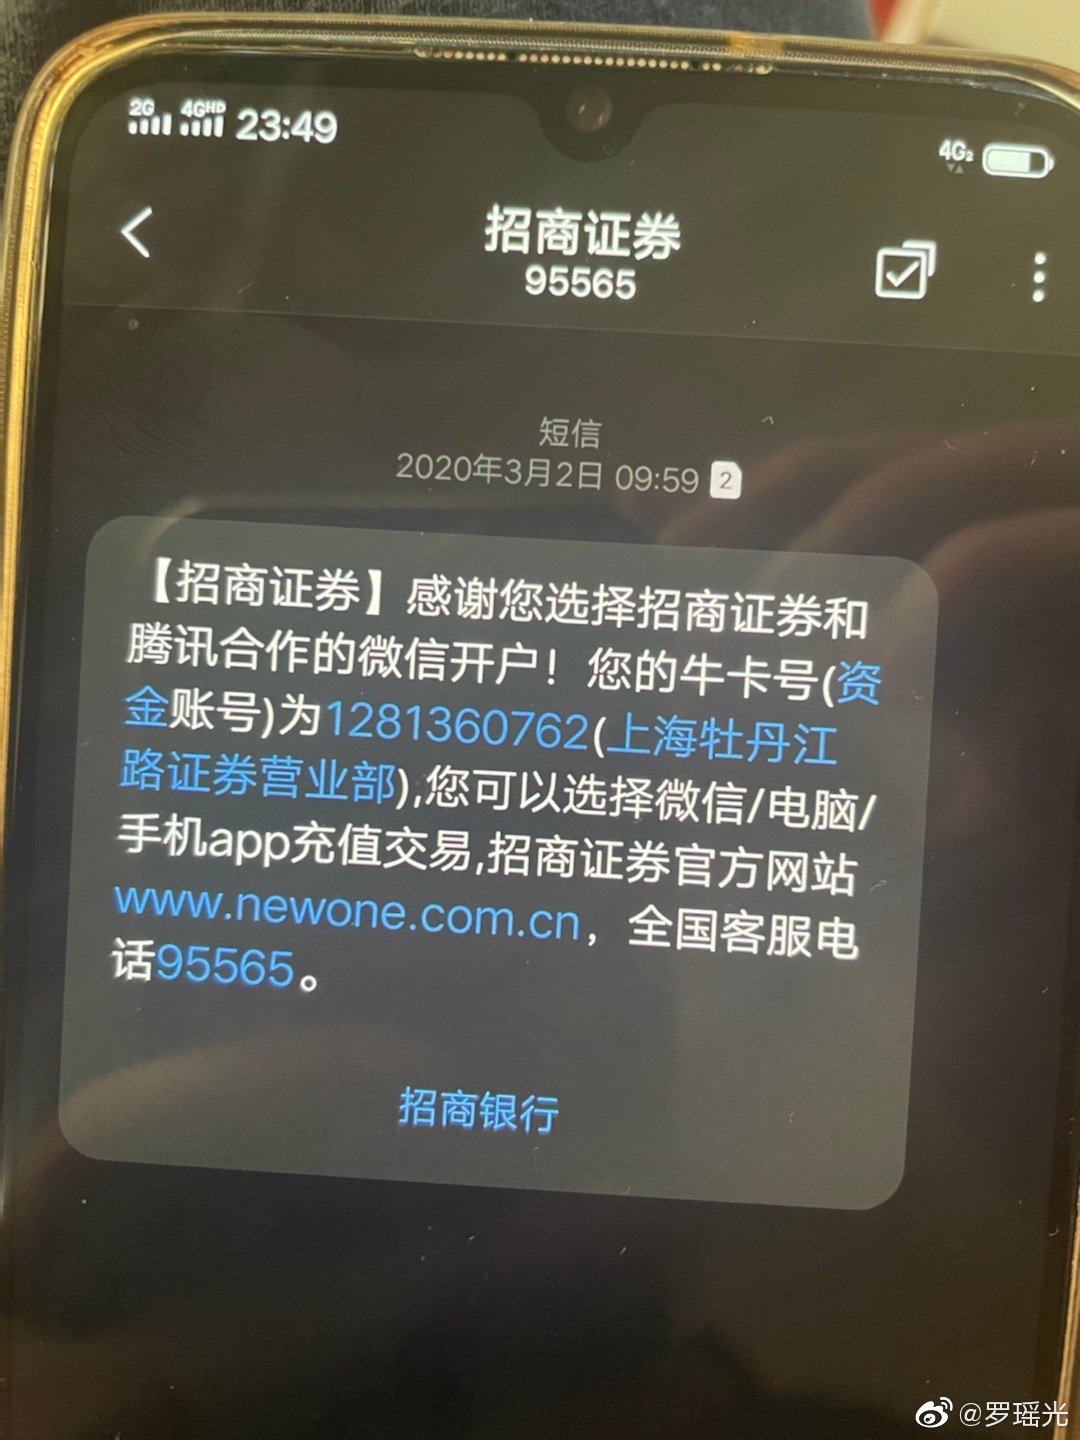 2G 4GHD 23:49
4G2
招商证券
95565
短信
2020年3月2日 09:59 2
【招商证券】感谢您选择招商证券和
腾讯合作的微信开户！您的牛卡号(资
金账号)为1281360762(上海牡丹江
路证券营业部),您可以选择微信/电脑/
手机app充值交易,招商证券官方网站
www.newone.com.cn，全国客服电
话95565。
招商银行
@罗瑶光